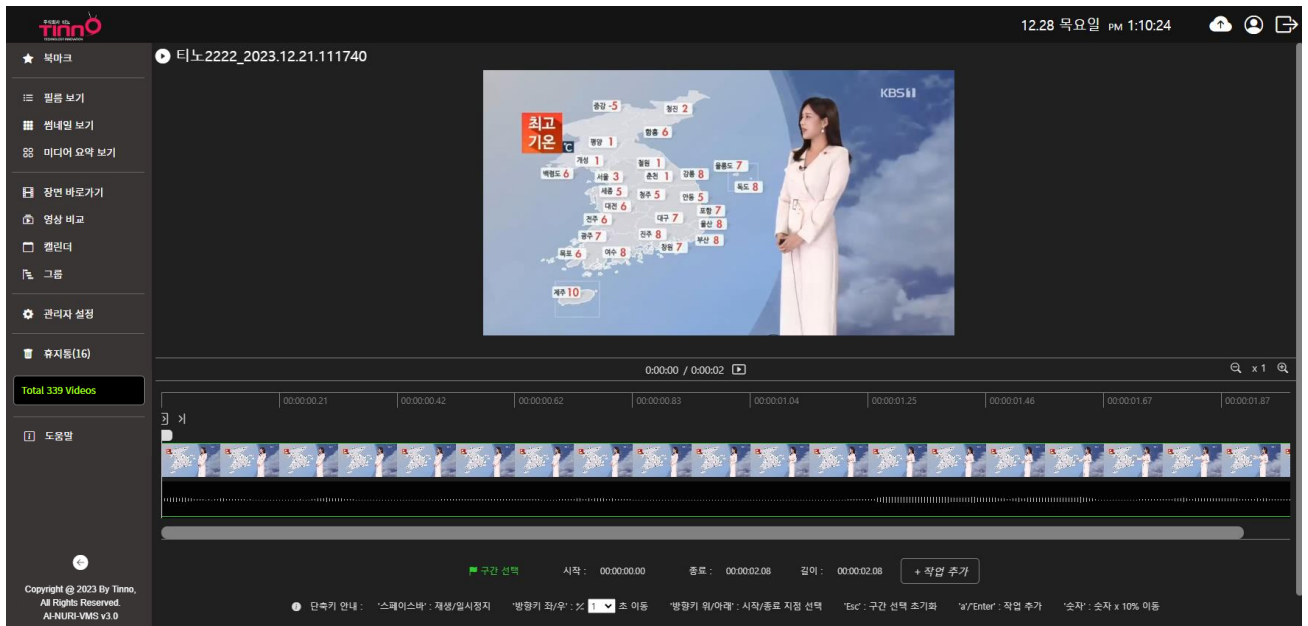 주식회사 티노
Tinno
12.28 목요일 PM 1:10:24
북마크
필름 보기
썸네일 보기
미디어 요약 보기
장면 바로가기
영상 비교
캘린더
그룹
관리자 설정
휴지통(16)
Total 339 Videos
도움말
Copyright @ 2023 By Tinno,
All Rights Reserved.
AI-NURI-VMS v3.0
티노2222_2023.12.21.111740
KBS1
최고
기온 ℃
중강 -5
청진 2
함흥 6
평양 1
개성 1
철원 1
울릉도 7
백령도 6
서울 3
춘천 1
강릉 8
독도 8
세종 5
청주 5
안동 5
대전 6
포항 7
전주 6
대구 7
울산 8
광주 7
진주 8
부산 8
목포 6
여수 8
창원 7
제주 10
0:00:00 / 0:00:02
x 1
00:00:00.21 00:00:00.42 00:00:00.62 00:00:00.83 00:00:01.04 00:00:01.25 00:00:01.46 00:00:01.67 00:00:01.87
구간 선택 시작 : 00:00:00.00 종료 : 00:00:02.08 길이 : 00:00:02.08 + 작업 추가
단축키 안내 : '스페이스바' : 재생/일시정지 '방향키 좌/우' : 1 초 이동 '방향키 위/아래' : 시작/종료 지점 선택 'Esc' : 구간 선택 초기화 'a'/'Enter' : 작업 추가 '숫자' : 숫자 x 10% 이동